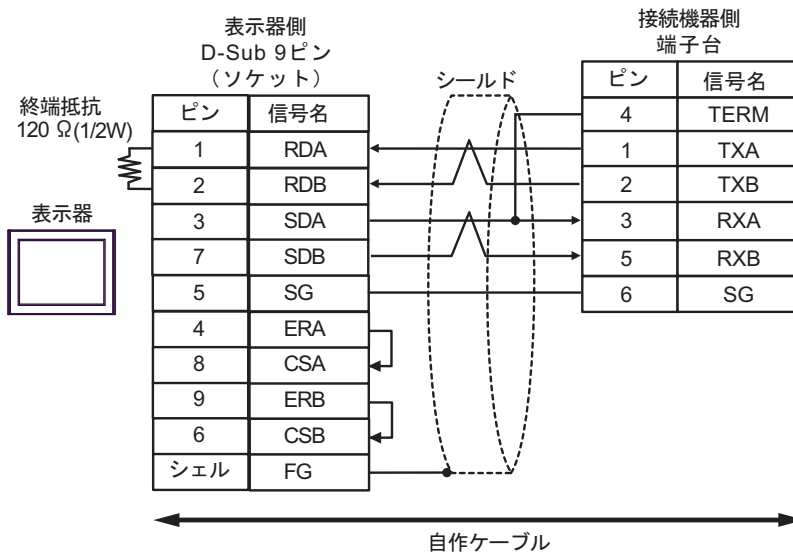 表示器側
D-Sub 9ピン
（ソケット）
接続機器側
端子台
シールド
終端抵抗
120 Ω(1/2W)
表示器
ピン 信号名
1 RDA
2 RDB
3 SDA
7 SDB
5 SG
4 ERA
8 CSA
9 ERB
6 CSB
シェル FG
ピン 信号名
4 TERM
1 TXA
2 TXB
3 RXA
5 RXB
6 SG
自作ケーブル